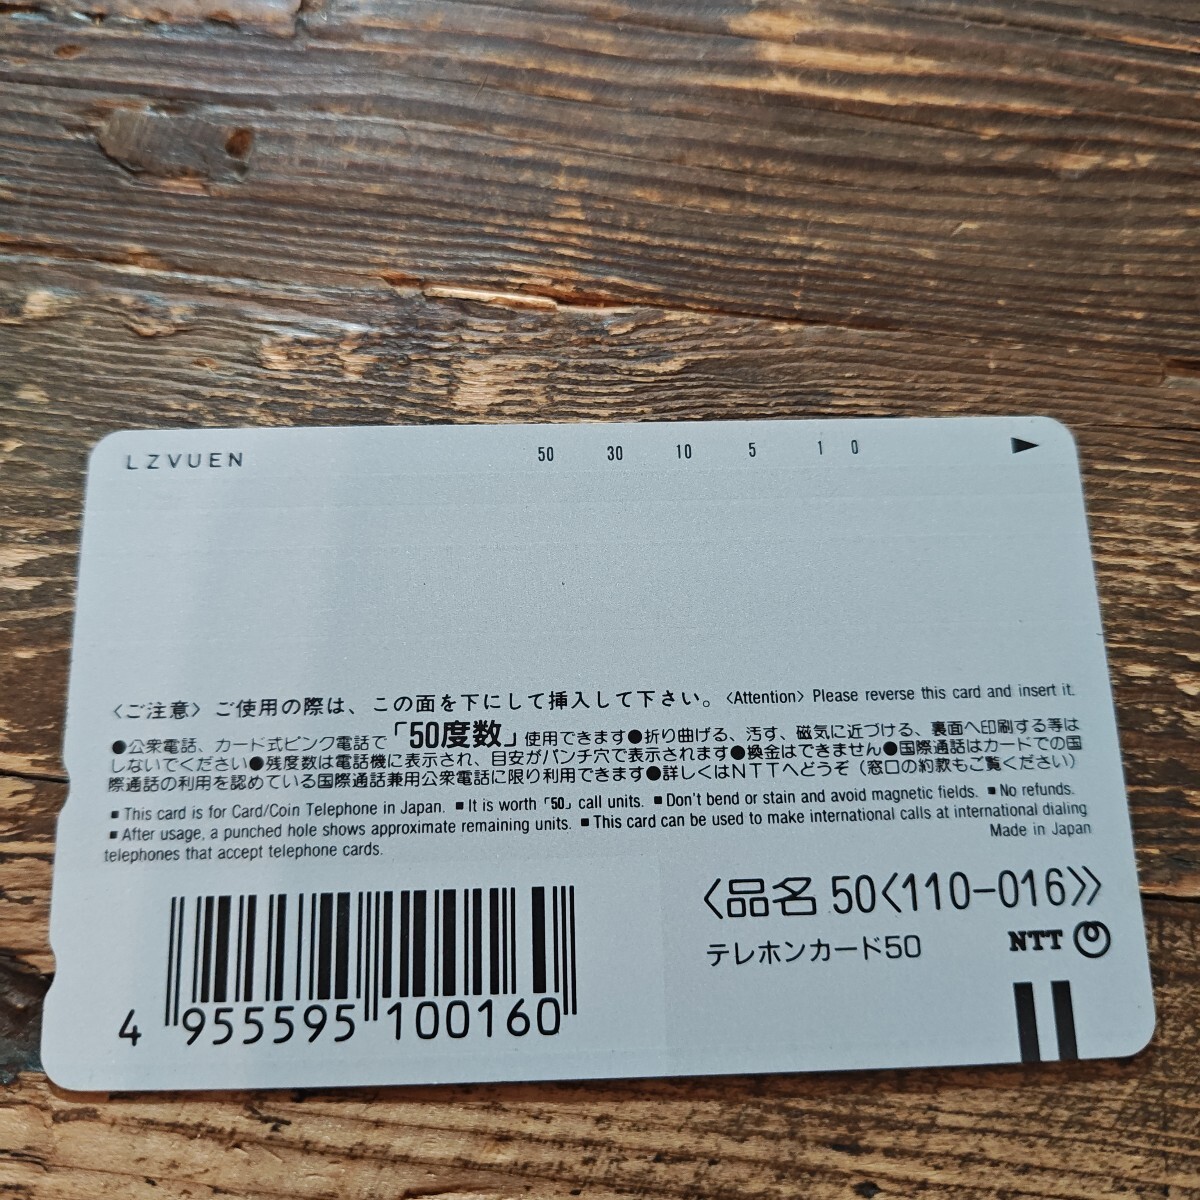 LZVUEN 50 30 10 5 1 0
〈ご注意〉ご使用の際は、この面を下にして挿入して下さい。〈Attention〉Please reverse this card and insert it.
●公衆電話、カード式ピンク電話で「50度数」使用できます●折り曲げる、汚す、磁気に近づける、裏面へ印刷する等は
しないでください●残度数は電話機に表示され、目安がパンチ穴で表示されます●換金はできません●国際通話はカードでの国
際通話の利用を認めている国際通話兼用公衆電話に限り利用できます●詳しくはNTTへどうぞ（窓口の約款もご覧ください）
■This card is for Card/Coin Telephone in Japan. ■It is worth「50」call units. ■Don't bend or stain and avoid magnetic fields. ■No refunds.
■After usage, a punched hole shows approximate remaining units. ■This card can be used to make international calls at international dialing
telephones that accept telephone cards. Made in Japan
〈品名 50〈110-016〉〉
テレホンカード50 NTT
4 955595 100160